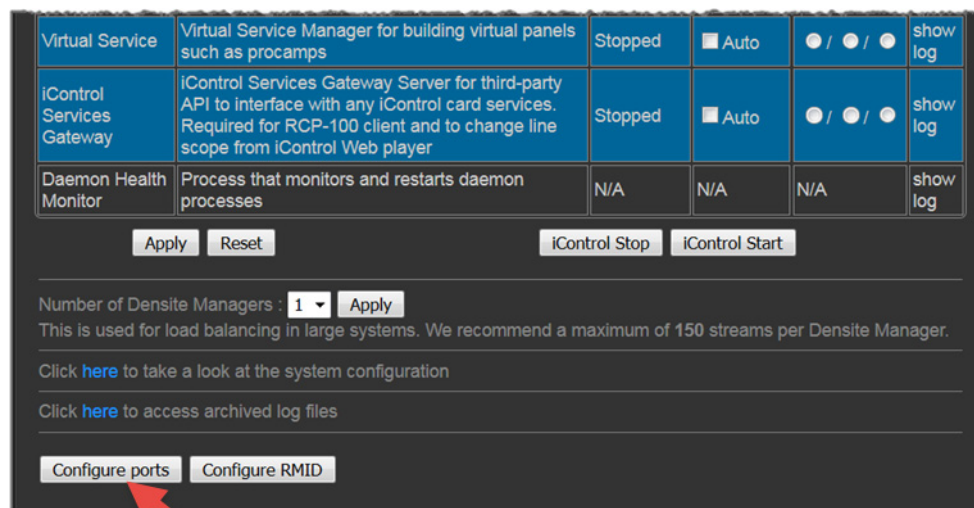 Virtual Service
Virtual Service Manager for building virtual panels
such as procamps
Stopped
Auto
/ /
show
log
iControl
Services
Gateway
iControl Services Gateway Server for third-party
API to interface with any iControl card services.
Required for RCP-100 client and to change line
scope from iControl Web player
Stopped
Auto
/ /
show
log
Daemon Health
Monitor
Process that monitors and restarts daemon
processes
N/A
N/A
N/A
show
log
Apply Reset iControl Stop iControl Start
Number of Densite Managers : 1 Apply
This is used for load balancing in large systems. We recommend a maximum of 150 streams per Densite Manager.
Click here to take a look at the system configuration
Click here to access archived log files
Configure ports Configure RMID